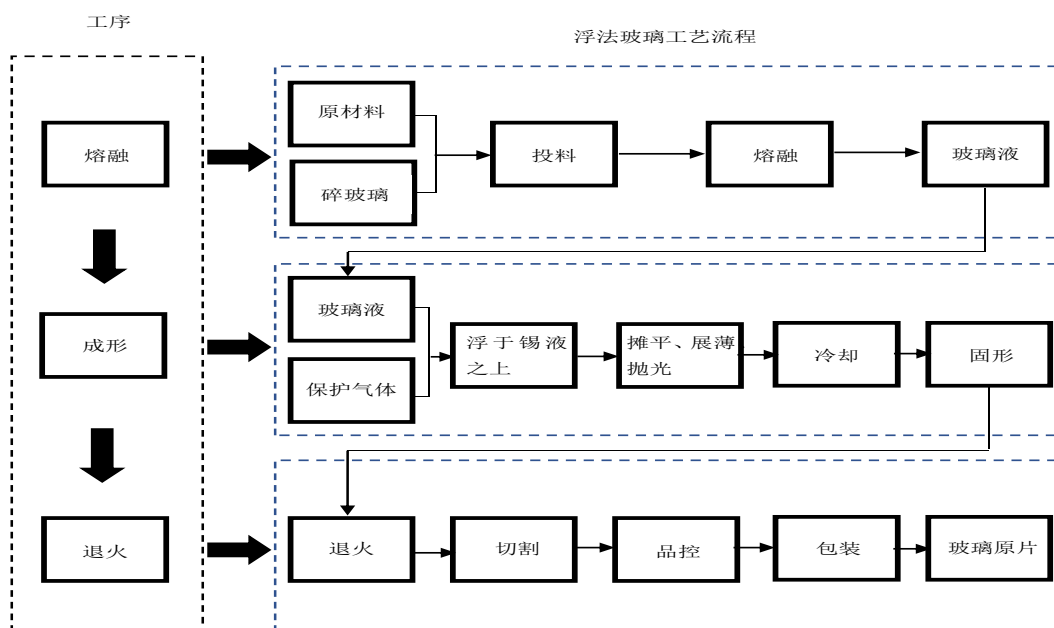 工序
浮法玻璃工艺流程
熔融
原材料
碎玻璃
投料
熔融
玻璃液
成形
玻璃液
保护气体
浮于锡液
之上
摊平、展薄
抛光
冷却
固形
退火
退火
切割
品控
包装
玻璃原片